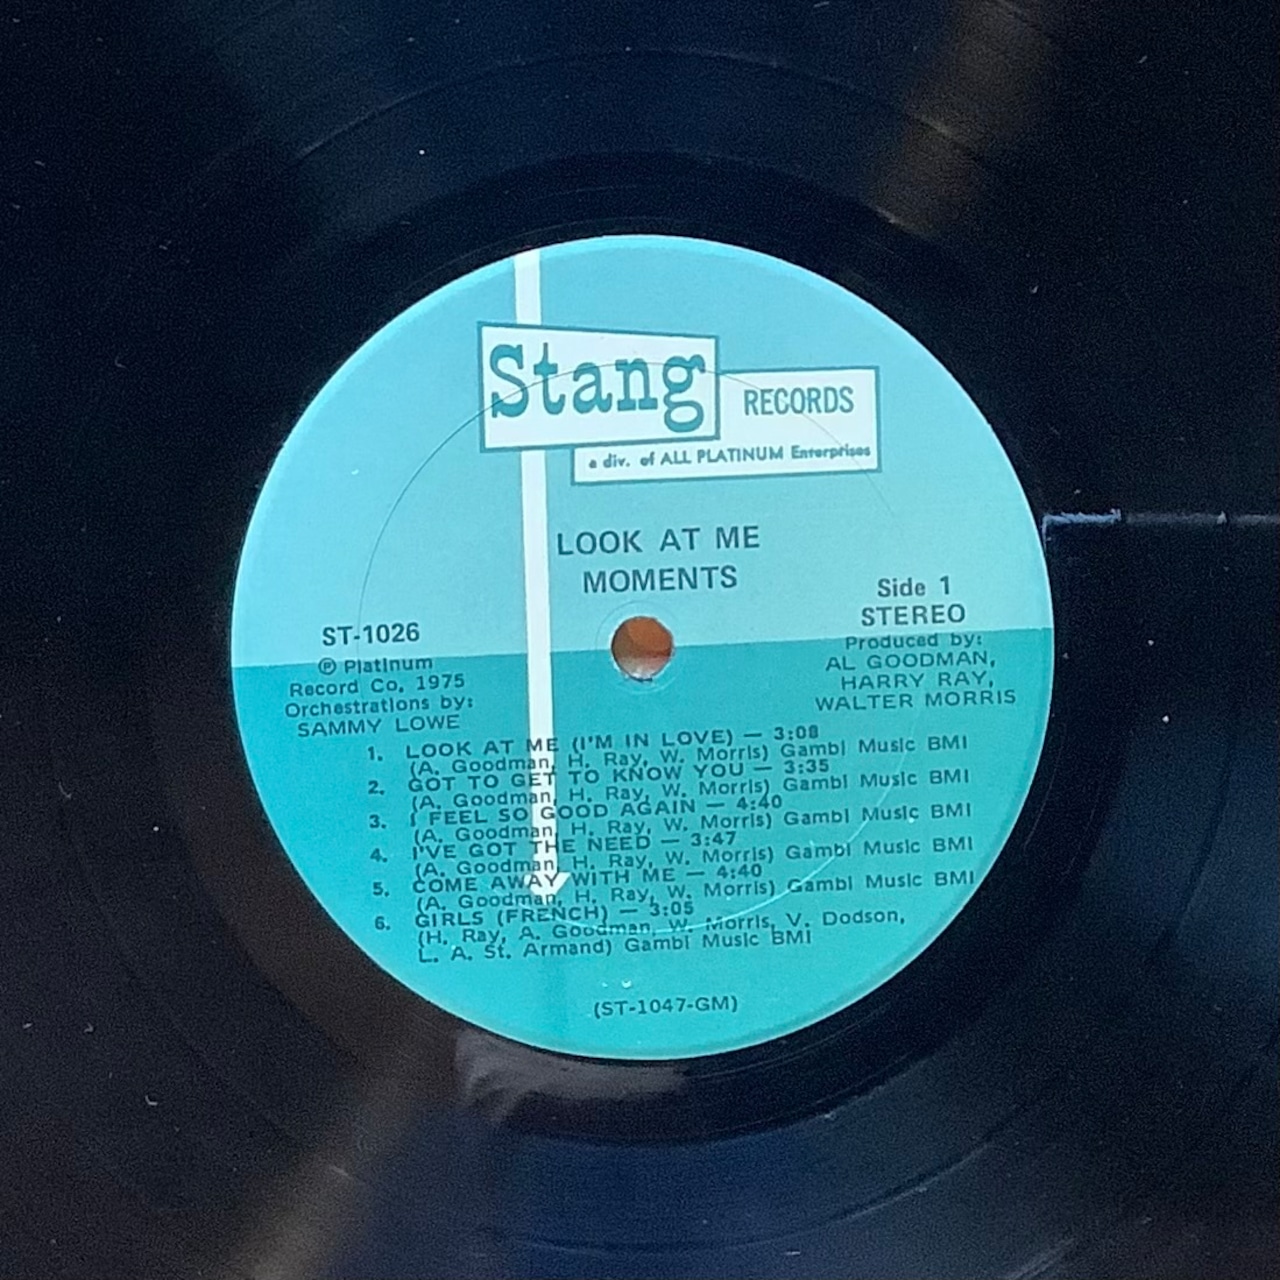 Stang
RECORDS
a div. of ALL PLATINUM Enterprises
LOOK AT ME
MOMENTS
Side 1
STEREO
Produced by:
AL GOODMAN,
HARRY RAY,
WALTER MORRIS
ST-1026
℗ Platinum
Record Co. 1975
Orchestrations by:
SAMMY LOWE
1. LOOK AT ME (I'M IN LOVE) — 3:08
(A. Goodman, H. Ray, W. Morris) Gambi Music BMI
2. GOT TO GET TO KNOW YOU — 3:35
(A. Goodman, H. Ray, W. Morris) Gambi Music BMI
3. I FEEL SO GOOD AGAIN — 4:40
(A. Goodman, H. Ray, W. Morris) Gambi Music BMI
4. I'VE GOT THE NEED — 3:47
(A. Goodman, H. Ray, W. Morris) Gambi Music BMI
5. COME AWAY WITH ME — 4:40
(A. Goodman, H. Ray, W. Morris) Gambi Music BMI
6. GIRLS (FRENCH) — 3:05
(H. Ray, A. Goodman, W. Morris, V. Dodson,
L. A. St. Armand) Gambi Music BMI
(ST-1047-GM)